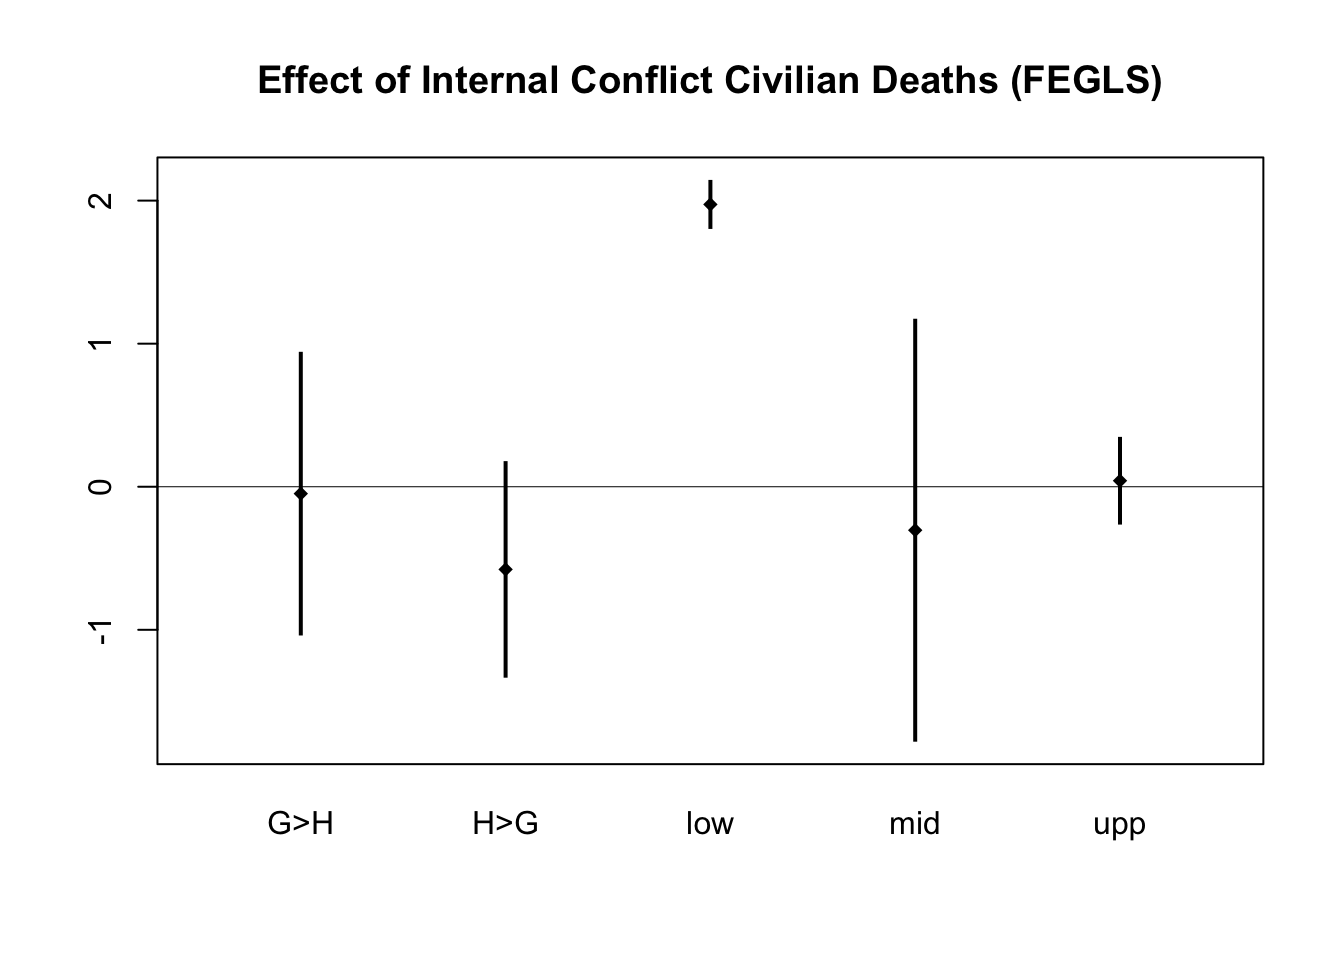 Effect of Internal Conflict Civilian Deaths (FEGLS)
2
1
0
-1
G>H H>G low mid upp